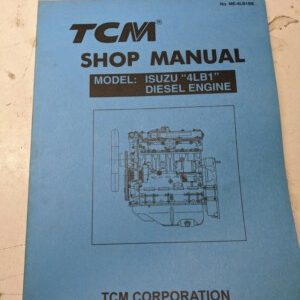 No. ME-4LB1BE
TCM
SHOP MANUAL
MODEL: ISUZU "4LB1"
DIESEL ENGINE
TCM CORPORATION